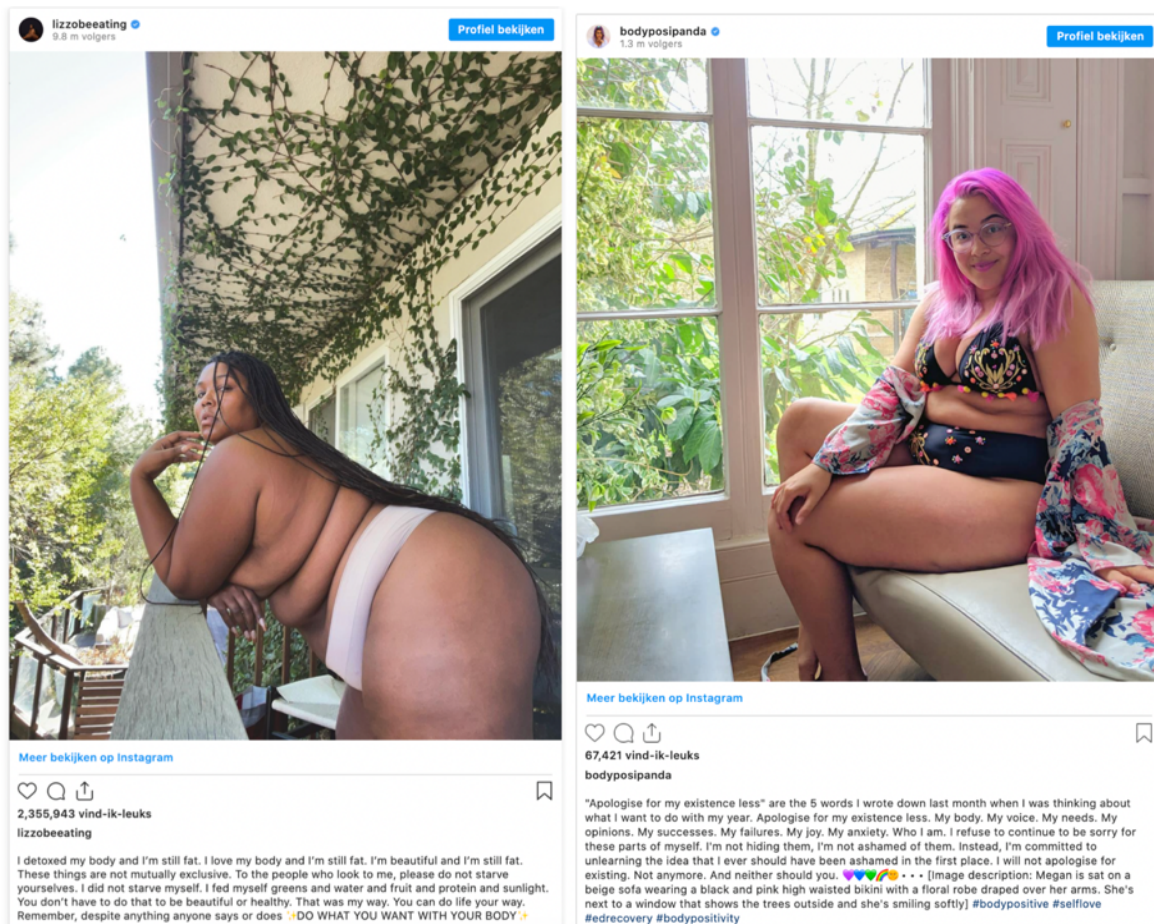 lizzobeeating
9.8 m volgers
Profiel bekijken
Meer bekijken op Instagram
2,355,943 vind-ik-leuks
lizzobeeating
I detoxed my body and I'm still fat. I love my body and I'm still fat. I'm beautiful and I'm still fat.
These things are not mutually exclusive. To the people who look to me, please do not starve
yourselves. I did not starve myself. I fed myself greens and water and fruit and protein and sunlight.
You don't have to do that to be beautiful or healthy. That was my way. You can do life your way.
Remember, despite anything anyone says or does ✨DO WHAT YOU WANT WITH YOUR BODY✨
bodyposipanda
1.3 m volgers
Profiel bekijken
Meer bekijken op Instagram
67,421 vind-ik-leuks
bodyposipanda
"Apologise for my existence less" are the 5 words I wrote down last month when I was thinking about
what I want to do with my year. Apologise for my existence less. My body. My voice. My needs. My
opinions. My successes. My failures. My joy. My anxiety. Who I am. I refuse to continue to be sorry for
these parts of myself. I'm not hiding them, I'm not ashamed of them. Instead, I'm committed to
unlearning the idea that I ever should have been ashamed in the first place. I will not apologise for
existing. Not anymore. And neither should you. 💜💙💚🌈🌞 • • • [Image description: Megan is sat on a
beige sofa wearing a black and pink high waisted bikini with a floral robe draped over her arms. She's
next to a window that shows the trees outside and she's smiling softly] #bodypositive #selflove
#edrecovery #bodypositivity